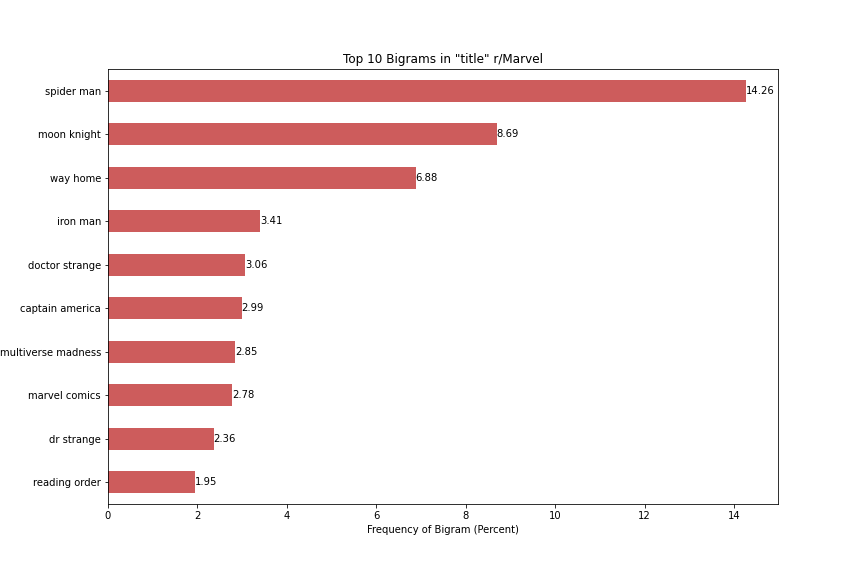 Top 10 Bigrams in "title" r/Marvel
spider man 14.26
moon knight 8.69
way home 6.88
iron man 3.41
doctor strange 3.06
captain america 2.99
multiverse madness 2.85
marvel comics 2.78
dr strange 2.36
reading order 1.95
0 2 4 6 8 10 12 14
Frequency of Bigram (Percent)